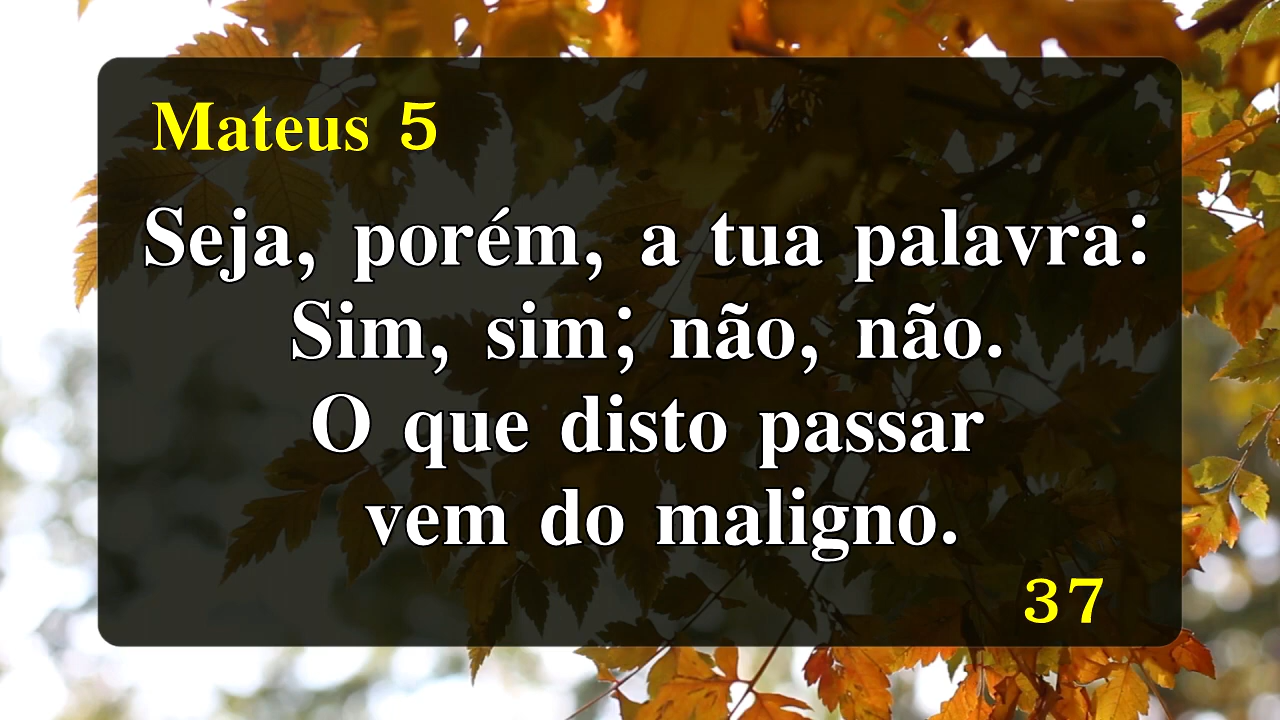 Mateus 5
Seja, porém, a tua palavra:
Sim, sim; não, não.
O que disto passar
vem do maligno.
37